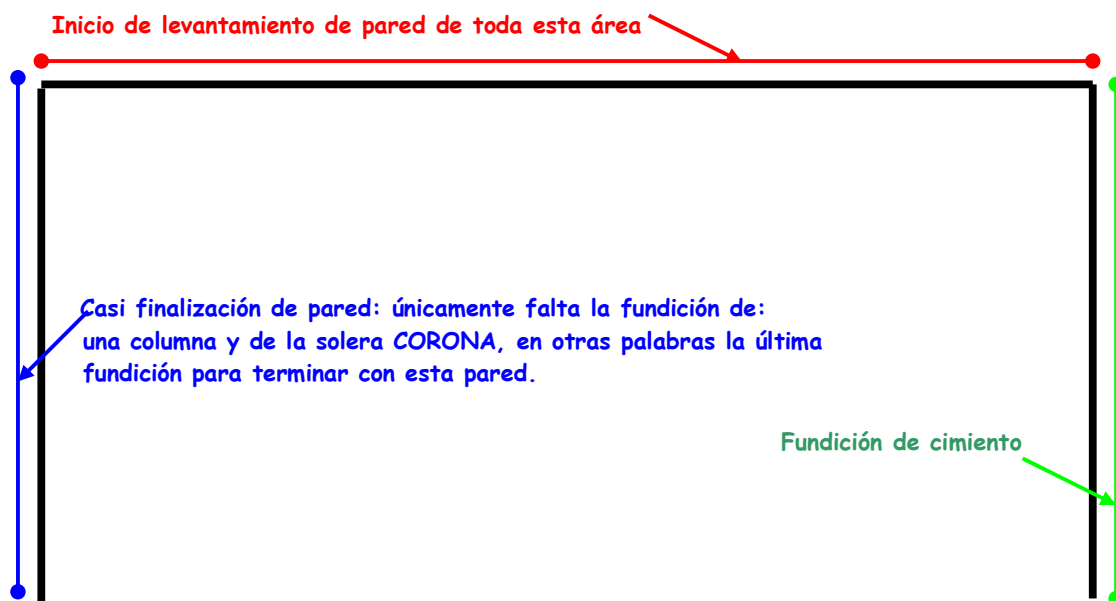 Inicio de levantamiento de pared de toda esta área
Casi finalización de pared: únicamente falta la fundición de:
una columna y de la solera CORONA, en otras palabras la última
fundición para terminar con esta pared.
Fundición de cimiento